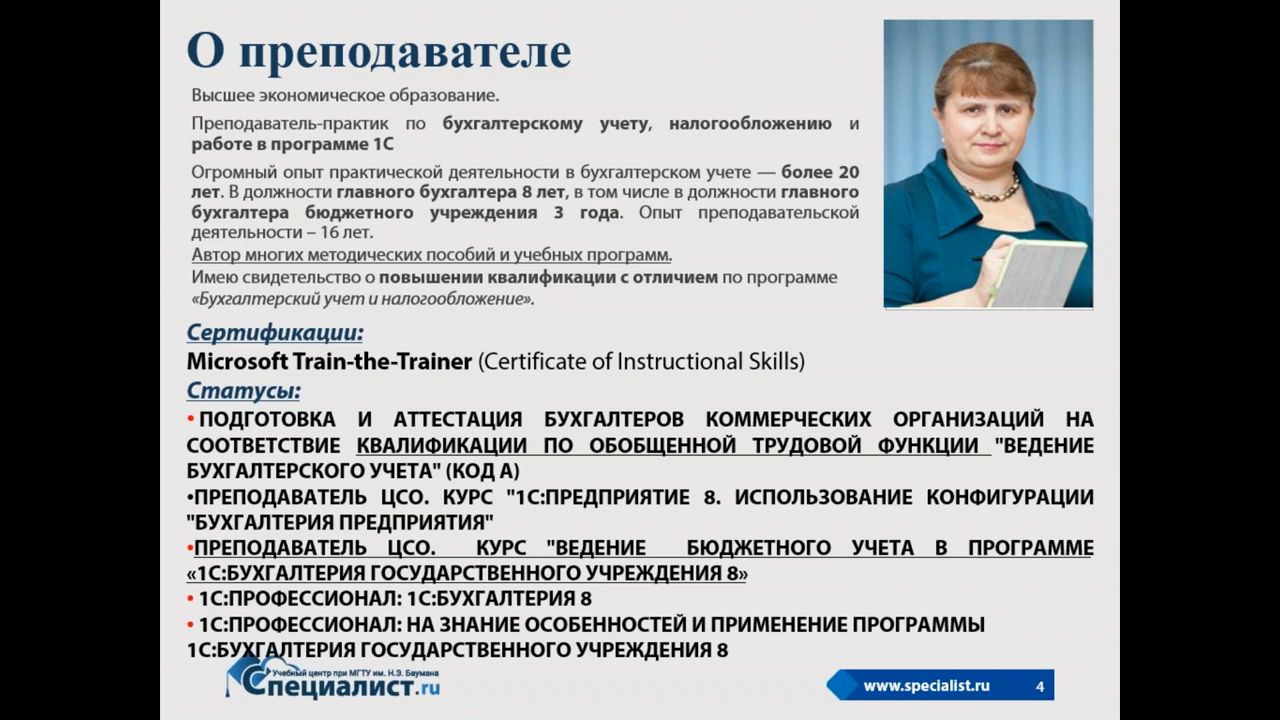 О преподавателе
Высшее экономическое образование.
Преподаватель-практик по бухгалтерскому учету, налогообложению и
работе в программе 1С
Огромный опыт практической деятельности в бухгалтерском учете — более 20
лет. В должности главного бухгалтера 8 лет, в том числе в должности главного
бухгалтера бюджетного учреждения 3 года. Опыт преподавательской
деятельности – 16 лет.
Автор многих методических пособий и учебных программ.
Имею свидетельство о повышении квалификации с отличием по программе
«Бухгалтерский учет и налогообложение».
Сертификации:
Microsoft Train-the-Trainer (Certificate of Instructional Skills)
Статусы:
• ПОДГОТОВКА И АТТЕСТАЦИЯ БУХГАЛТЕРОВ КОММЕРЧЕСКИХ ОРГАНИЗАЦИЙ НА
СООТВЕТСТВИЕ КВАЛИФИКАЦИИ ПО ОБОБЩЕННОЙ ТРУДОВОЙ ФУНКЦИИ "ВЕДЕНИЕ
БУХГАЛТЕРСКОГО УЧЕТА" (КОД А)
•ПРЕПОДАВАТЕЛЬ ЦСО. КУРС "1С:ПРЕДПРИЯТИЕ 8. ИСПОЛЬЗОВАНИЕ КОНФИГУРАЦИИ
"БУХГАЛТЕРИЯ ПРЕДПРИЯТИЯ"
•ПРЕПОДАВАТЕЛЬ ЦСО. КУРС "ВЕДЕНИЕ БЮДЖЕТНОГО УЧЕТА В ПРОГРАММЕ
«1С:БУХГАЛТЕРИЯ ГОСУДАРСТВЕННОГО УЧРЕЖДЕНИЯ 8»
• 1С:ПРОФЕССИОНАЛ: 1С:БУХГАЛТЕРИЯ 8
• 1С:ПРОФЕССИОНАЛ: НА ЗНАНИЕ ОСОБЕННОСТЕЙ И ПРИМЕНЕНИЕ ПРОГРАММЫ
1С:БУХГАЛТЕРИЯ ГОСУДАРСТВЕННОГО УЧРЕЖДЕНИЯ 8
Учебный центр при МГТУ им. Н.Э. Баумана
Специалист.ru
www.specialist.ru 4